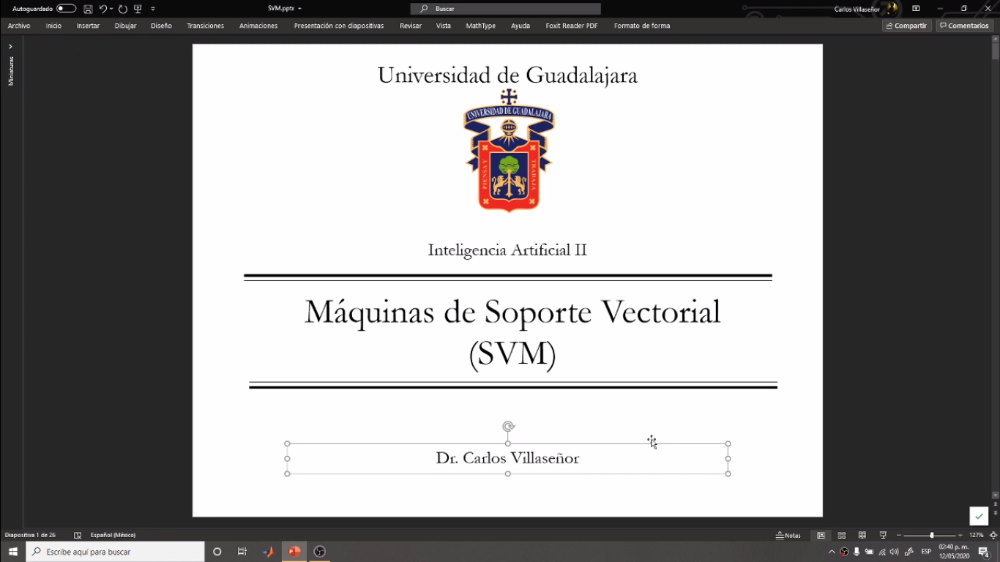 Autoguardado
SVM.pptx
Buscar
Carlos Villaseñor
Archivo Inicio Insertar Dibujar Diseño Transiciones Animaciones Presentación con diapositivas Revisar Vista MathType Ayuda Foxit Reader PDF Formato de forma Compartir Comentarios
Miniaturas
Universidad de Guadalajara
UNIVERSIDAD DE GUADALAJARA
PIENSA Y
TRABAJA
Inteligencia Artificial II
Máquinas de Soporte Vectorial
(SVM)
Dr. Carlos Villaseñor
Diapositiva 1 de 26 Español (México) Notas 127%
Escribe aquí para buscar
ESP
02:40 p. m.
12/05/2020
4